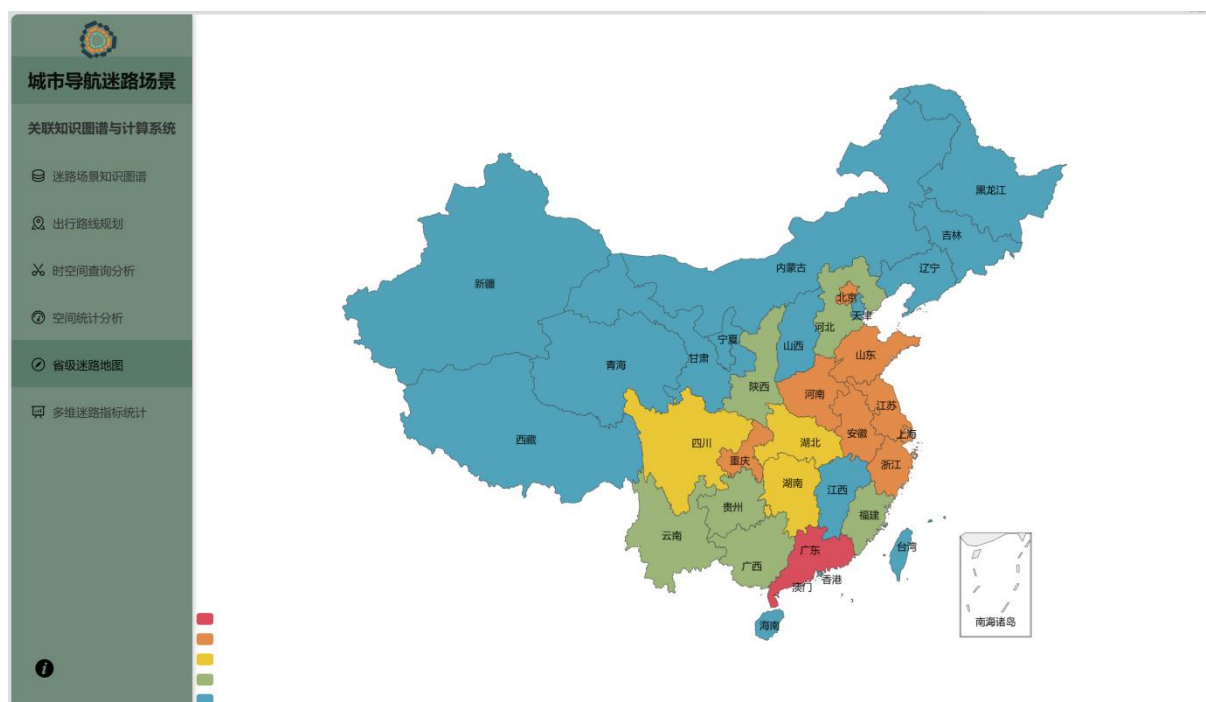 城市导航迷路场景
关联知识图谱与计算系统
迷路场景知识图谱
出行路线规划
时空间查询分析
空间统计分析
省级迷路地图
多维迷路指标统计
黑龙江
吉林
辽宁
内蒙古
新疆
北京
天津
河北
宁夏
山西
山东
甘肃
青海
陕西
河南
江苏
西藏
四川
湖北
安徽
上海
重庆
浙江
湖南
江西
贵州
福建
云南
广西
广东
台湾
香港
澳门
海南
南海诸岛